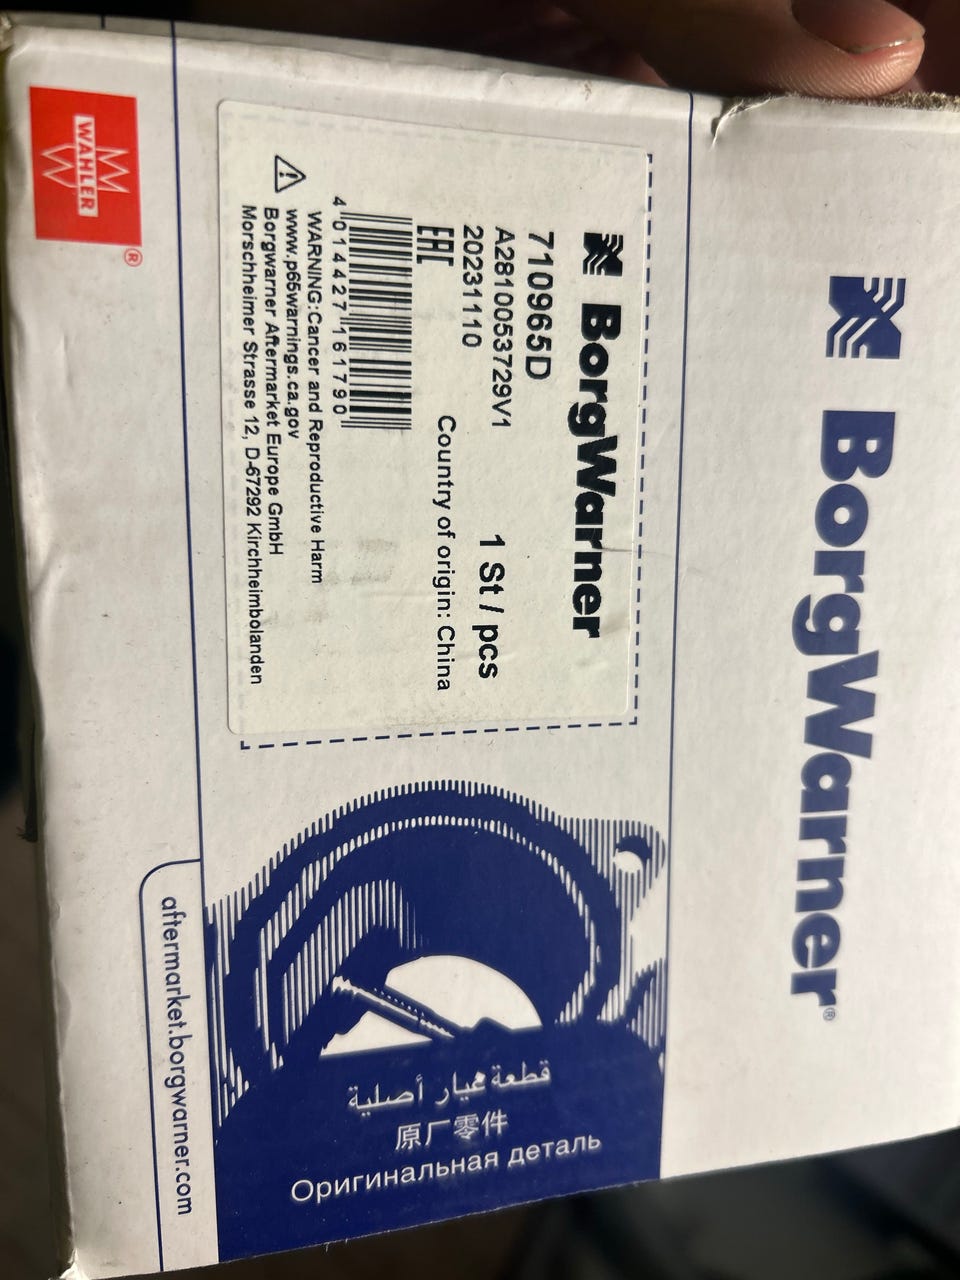 BorgWarner®
BorgWarner
710965D
A2810053729V1
1 St / pcs
20231110
Country of origin: China
EAC
4 014427 161790
WARNING:Cancer and Reproductive Harm
www.p65warnings.ca.gov
Borgwarner Aftermarket Europe GmbH
Morschheimer Strasse 12, D-67292 Kirchheimbolanden
قطعة عيار أصلية
原厂零件
Оригинальная деталь
aftermarket.borgwarner.com
WAHLER®